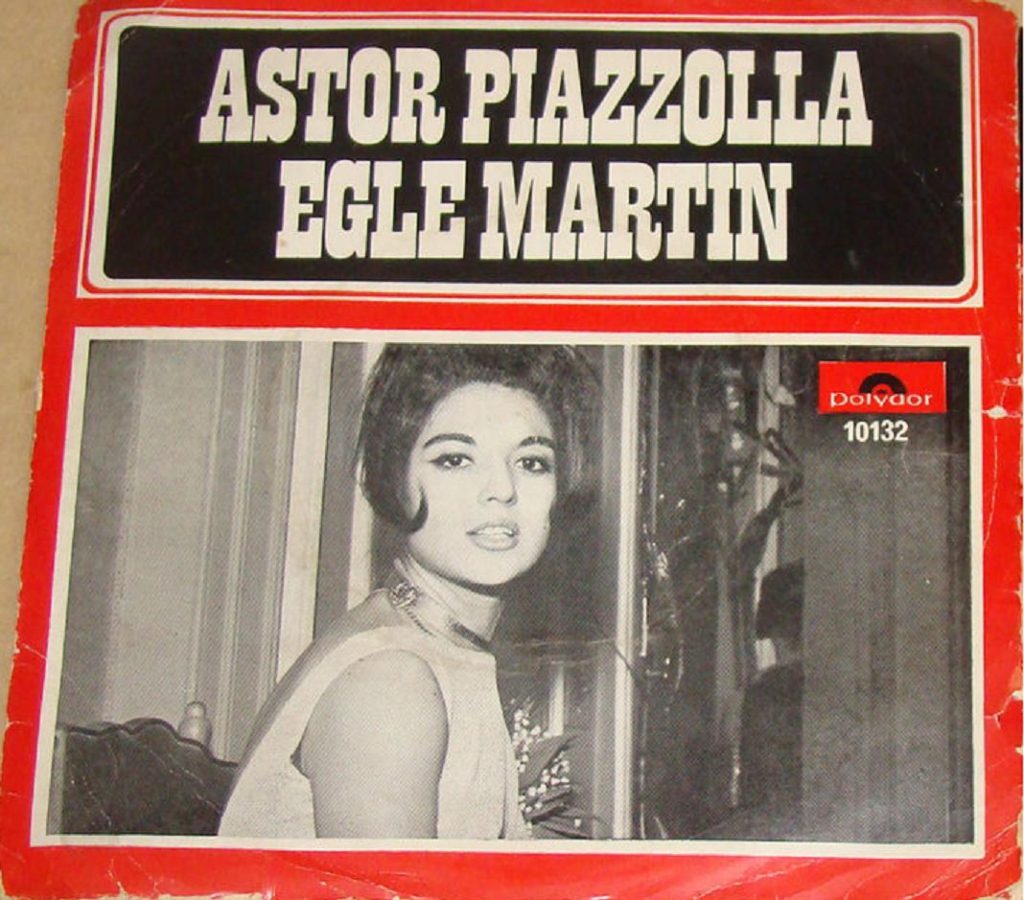 ASTOR PIAZZOLLA
EGLE MARTIN
Polydor
10132